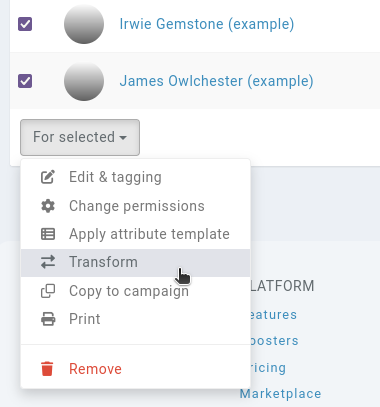 Irwie Gemstone (example)
James Owlchester (example)
For selected
Edit & tagging
Change permissions
Apply attribute template
Transform
Copy to campaign
Print
Remove
LATFORM
eatures
oosters
ricing
Marketplace